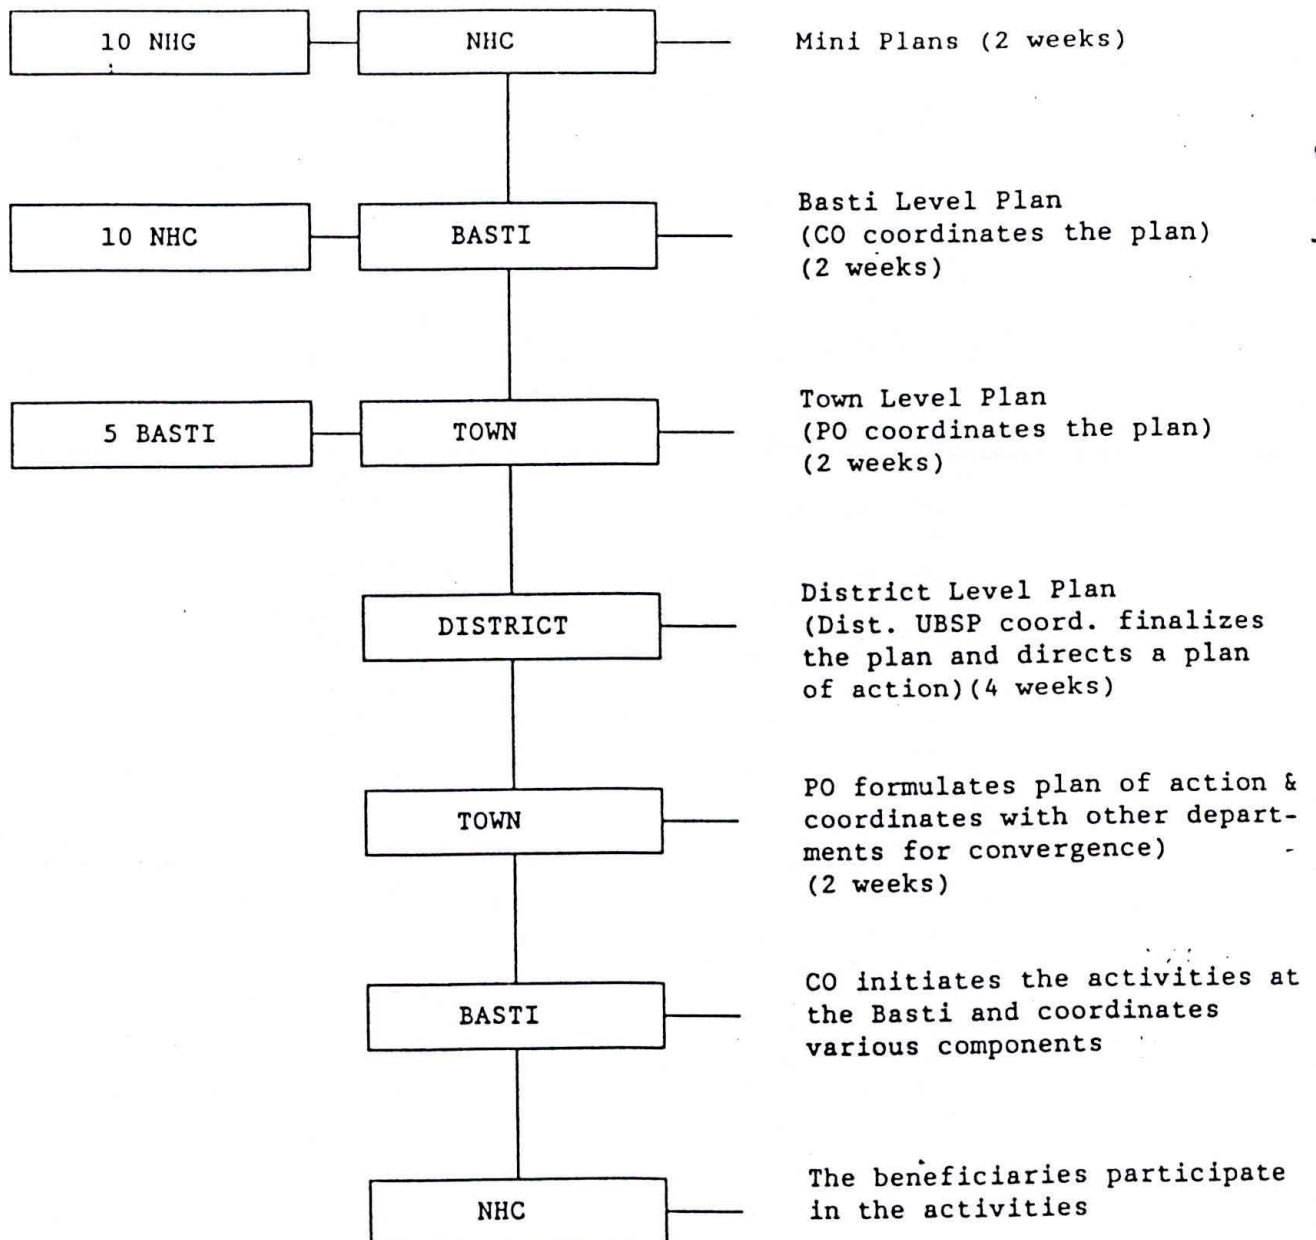 10 NHG
NHC
Mini Plans (2 weeks)
10 NHC
BASTI
Basti Level Plan
(CO coordinates the plan)
(2 weeks)
5 BASTI
TOWN
Town Level Plan
(PO coordinates the plan)
(2 weeks)
DISTRICT
District Level Plan
(Dist. UBSP coord. finalizes
the plan and directs a plan
of action)(4 weeks)
TOWN
PO formulates plan of action &
coordinates with other depart-
ments for convergence)
(2 weeks)
BASTI
CO initiates the activities at
the Basti and coordinates
various components
NHC
The beneficiaries participate
in the activities